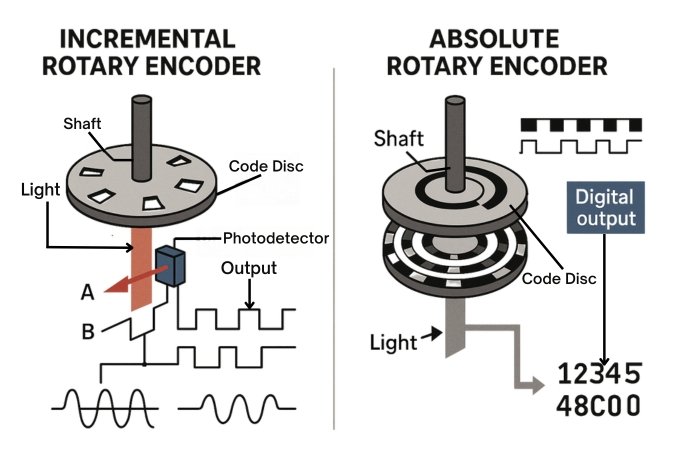 INCREMENTAL
ROTARY ENCODER
Shaft
Code Disc
Light
Photodetector
Output
A
B
ABSOLUTE
ROTARY ENCODER
Shaft
Digital
output
Code Disc
Light
12345
48C00